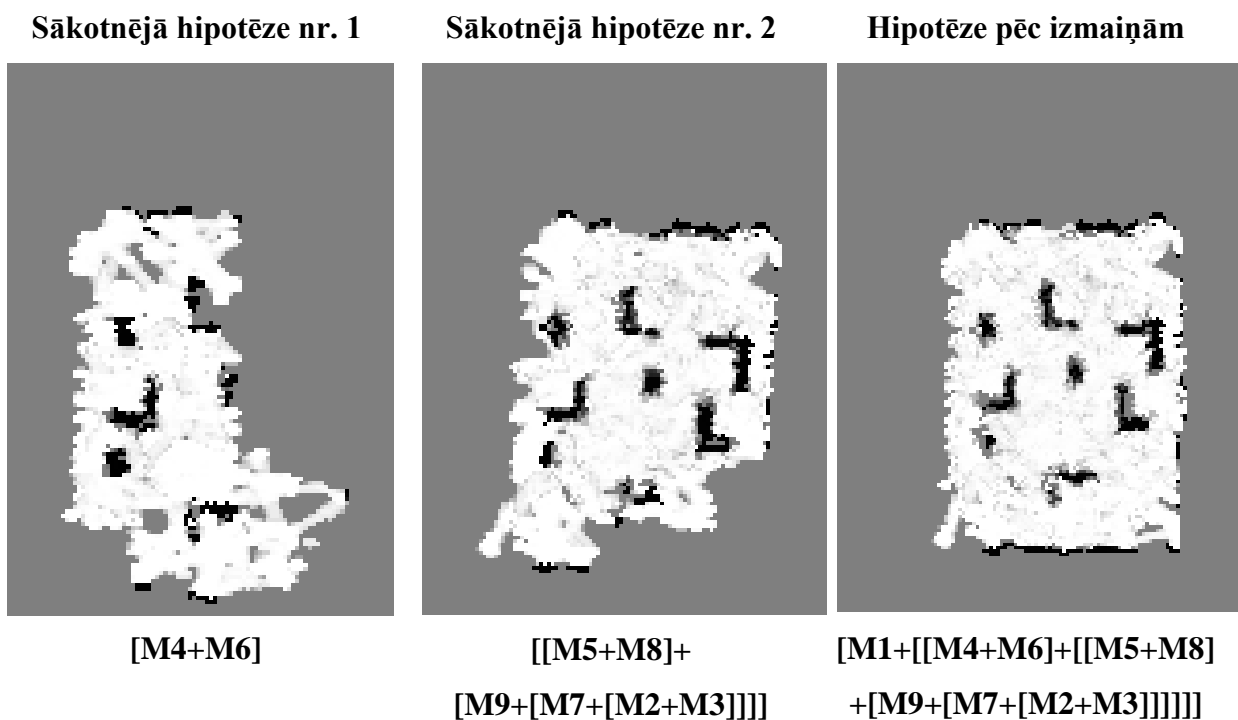 Sākotnējā hipotēze nr. 1
Sākotnējā hipotēze nr. 2
Hipotēze pēc izmaiņām
[M4+M6]
[[M5+M8]+
[M9+[M7+[M2+M3]]]]
[M1+[[M4+M6]+[[M5+M8]
+[M9+[M7+[M2+M3]]]]]]